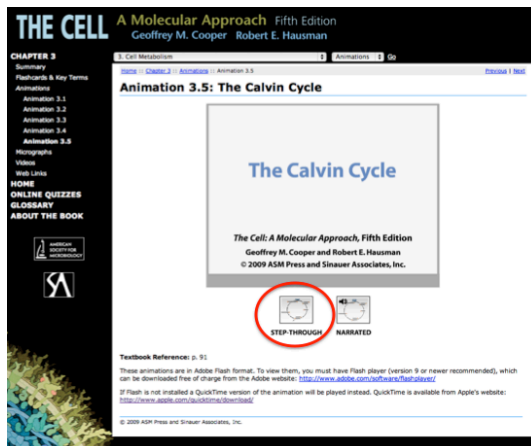 THE CELL A Molecular Approach Fifth Edition
Geoffrey M. Cooper Robert E. Hausman
CHAPTER 3
Summary
Flashcards & Key Terms
Animations
Animation 3.1
Animation 3.2
Animation 3.3
Animation 3.4
Animation 3.5
Micrographs
Videos
Web Links
HOME
ONLINE QUIZZES
GLOSSARY
ABOUT THE BOOK
AMERICAN
SOCIETY FOR
MICROBIOLOGY
3. Cell Metabolism Animations Go
Home :: Chapter 3 :: Animations :: Animation 3.5 Previous | Next
Animation 3.5: The Calvin Cycle
The Calvin Cycle
The Cell: A Molecular Approach, Fifth Edition
Geoffrey M. Cooper and Robert E. Hausman
© 2009 ASM Press and Sinauer Associates, Inc.
STEP-THROUGH NARRATED
Textbook Reference: p. 91
These animations are in Adobe Flash format. To view them, you must have Flash player (version 9 or newer recommended), which
can be downloaded free of charge from the Adobe website: http://www.adobe.com/software/flashplayer/
If Flash is not installed a QuickTime version of the animation will be played instead. QuickTime is available from Apple's website:
http://www.apple.com/quicktime/download/
© 2009 ASM Press and Sinauer Associates, Inc.